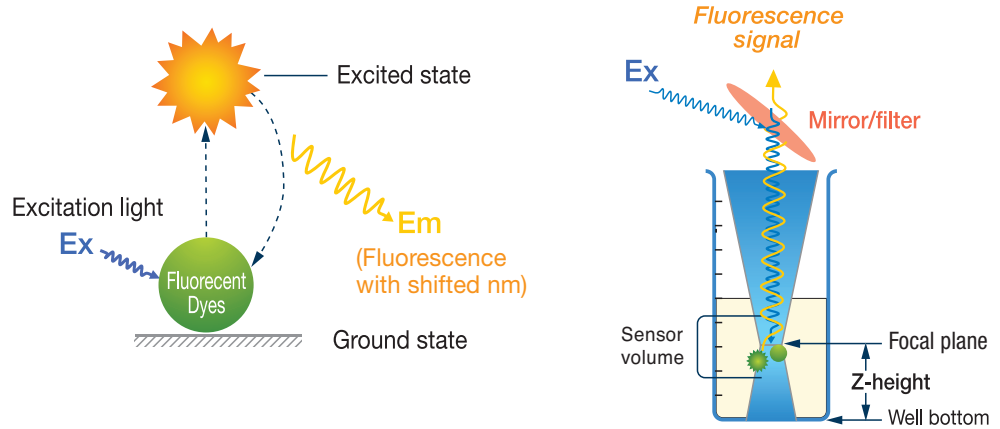 Excited state
Excitation light
Ex
Em
(Fluorescence
with shifted nm)
Fluorecent
Dyes
Ground state
Fluorescence
signal
Ex
Mirror/filter
Sensor
volume
Focal plane
Z-height
Well bottom